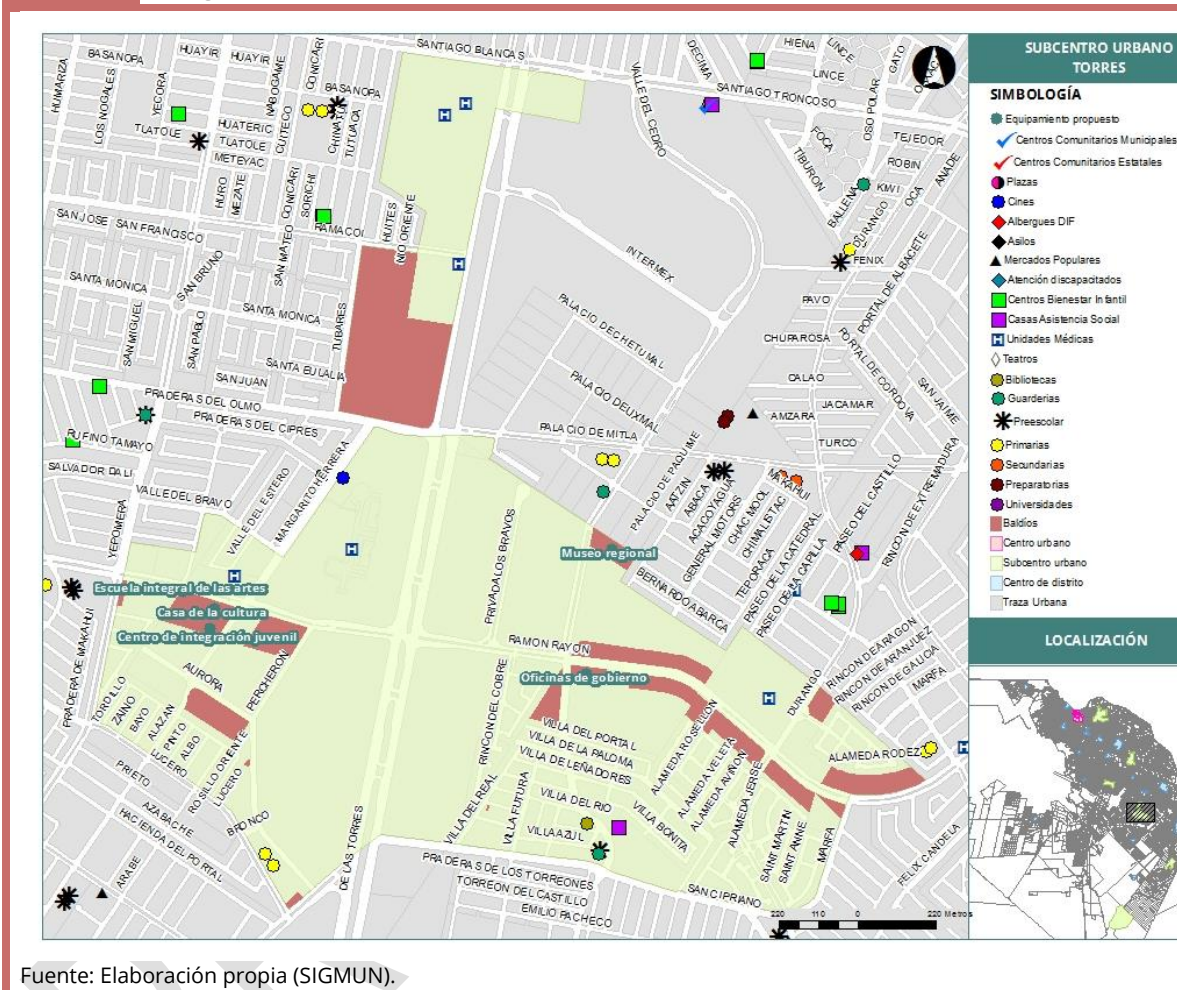 SANTIAGO BLANCAS
HUAYIR
HUAYIR
BASANOPA
HUMARIZA
LOS NOGALES
YECORA
NABOGAME
CUITECO
CONICARI
BASANOPA
TUTUACA
TLATOLE
HUATERIC
TLATOLE
METEYAC
HURO
MEZATE
CONICARI
SORICHI
SAN MATEO
SAN JOSE
SAN FRANCISCO
RAMACOI
HUITES
NIO ORIENTE
SAN BRUNO
SANTA MONICA
SANTA MONICA
SAN MIGUEL
SAN PABLO
TUBARES
SANTA EULALIA
SAN JUAN
PRADERAS DEL OLMO
PRADERAS DEL CIPRES
RUFINO TAMAYO
SALVADOR DALI
VALLE DEL BRAVO
VALLE DEL ESTERO
MARGARITO HERRERA
YEPOMERA
DECIMA
VALLE DEL CEDRO
HIENA
LINCE
LINCE
GATO
SANTIAGO TRONCOSO
OSO POLAR
FOCA
TIBURON
TEJEDOR
ROBIN
ANADE
OCA
KIWI
BALLENA
DURANGO
FENIX
PORTAL DE ALBACETE
INTERMEX
PAVO
PALACIO DECHETUMAL
CHUPAROSA
PORTAL DE CORDOVA
CALAO
SAN JAIME
PALACIO DEUXMAL
JACAMAR
AMZARA
TURCO
PALACIO DE MITLA
PALACIO DE PAQUIME
AATZIN
ABACA
ACACOYAGUA
GENERAL MOTORS
CHAC MOOL
CHIMALISTAC
MAKAHUI
TEPORACA
PASEO DE LA CATEDRAL
PASEO DE LA CAPILLA
PASEO DEL CASTILLO
RINCON DE EXTREMADURA
Museo regional
BERNARDO ABARCA
PRIVADA LOS BRAVOS
Escuela integral de las artes
Casa de la cultura
Centro de integración juvenil
RAMON RAYON
Oficinas de gobierno
PRADERA DE MAKAHUI
AURORA
PERCHERON
TORDILLO
ZAINO
BAYO
ALAZAN
EL PINTO
LUCERO
ALBO
ROSILLO ORIENTE
LUCERO
BRONCO
PRIETO
AZABACHE
HACIENDA DEL PORTAL
ARABE
DE LAS TORRES
RINCON DEL COBRE
VILLA DEL REAL
VILLA FUTURA
VILLA DEL PORTAL
VILLA DE LA PALOMA
VILLA DE LEÑADORES
VILLA DEL RIO
VILLA AZUL
VILLA BONITA
ALAMEDA ROSELLON
ALAMEDA VELETA
ALAMEDA AVIÑON
ALAMEDA JERSE
SAINT MARTIN
SAINT ANNE
MARFA
DURANGO
RINCON DE ARAGON
RINCON DE ARANJUEZ
RINCON DE GALICIA
MARFA
ALAMEDA RODEZ
FELIX CANDELA
PRADERAS DE LOS TORREONES
TORREON DEL CASTILLO
EMILIO PACHECO
SAN CIPRIANO
220 110 0 220 Metros
SUBCENTRO URBANO
TORRES
SIMBOLOGÍA
Equipamiento propuesto
Centros Comunitarios Municipales
Centros Comunitarios Estatales
Plazas
Cines
Albergues DIF
Asilos
Mercados Populares
Atención discapacitados
Centros Bienestar Infantil
Casas Asistencia Social
H Unidades Médicas
Teatros
Bibliotecas
Guarderias
Preescolar
Primarias
Secundarias
Preparatorias
Universidades
Baldíos
Centro urbano
Subcentro urbano
Centro de distrito
Traza Urbana
LOCALIZACIÓN
Fuente: Elaboración propia (SIGMUN).